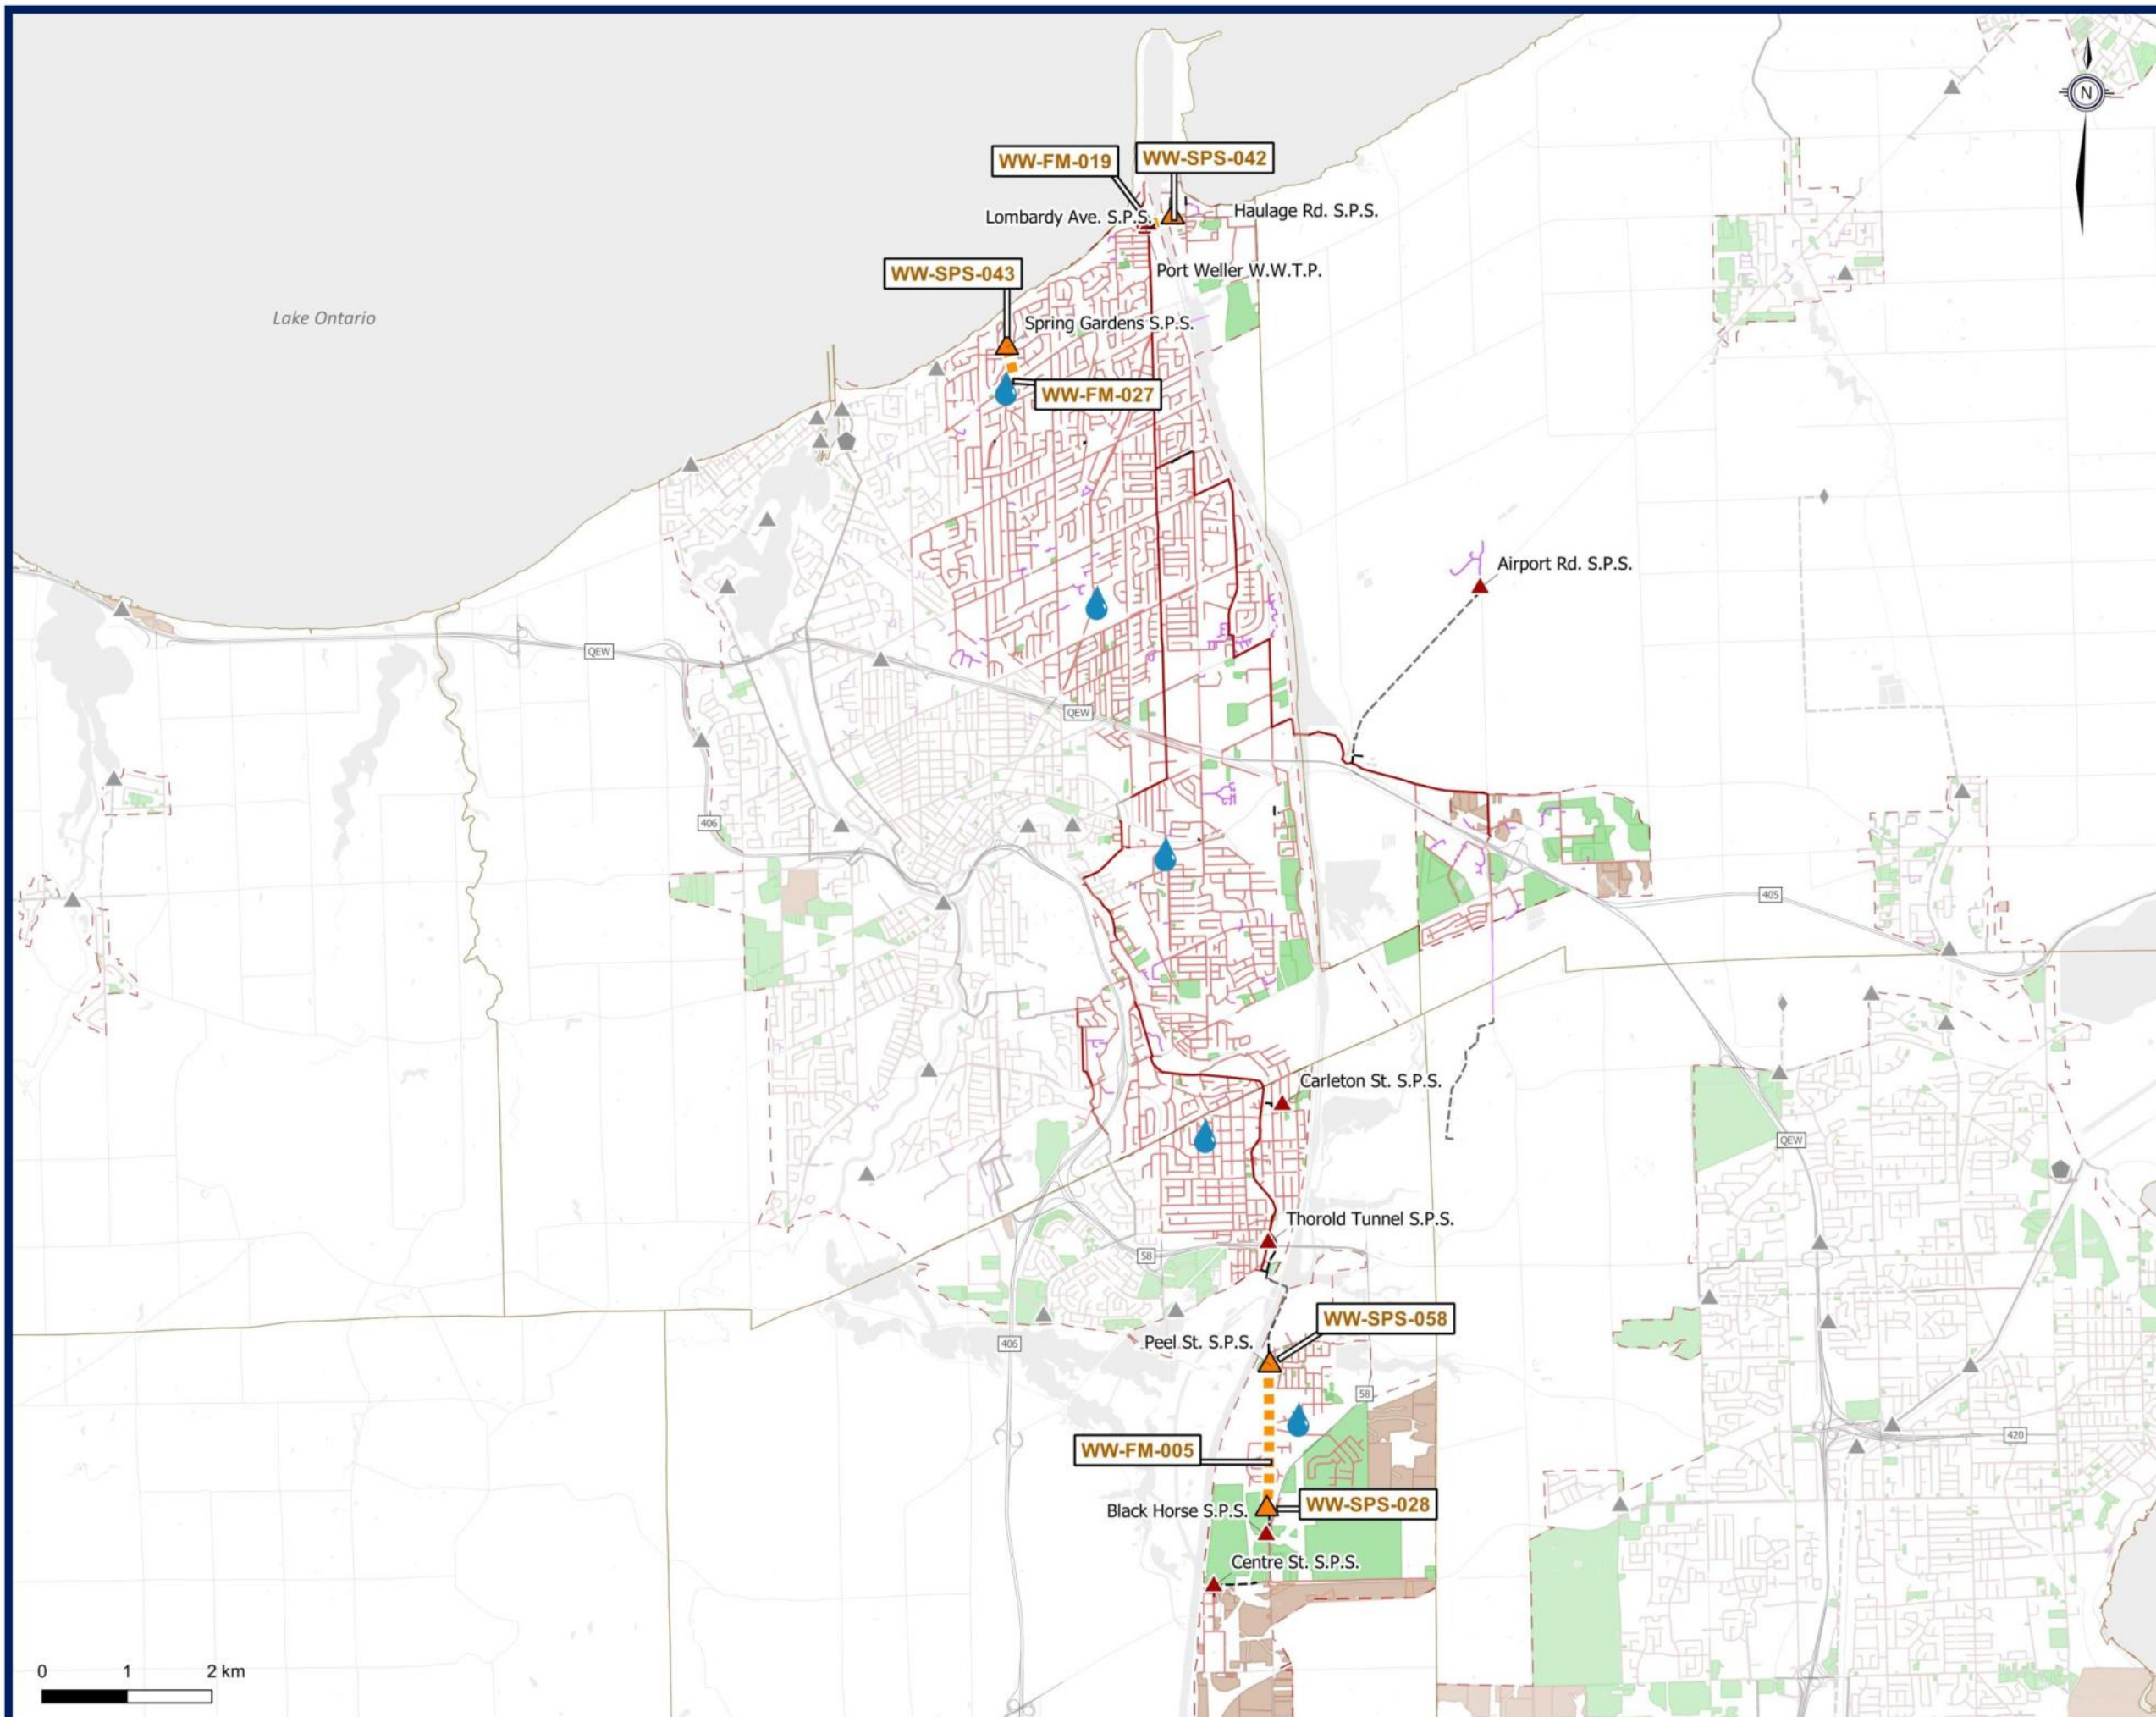 N
WW-FM-019
WW-SPS-042
Lombardy Ave. S.P.S.
Haulage Rd. S.P.S.
WW-SPS-043
Port Weller W.W.T.P.
Lake Ontario
Spring Gardens S.P.S.
WW-FM-027
Airport Rd. S.P.S.
QEW
QEW
406
405
Carleton St. S.P.S.
QEW
Thorold Tunnel S.P.S.
58
WW-SPS-058
Peel St. S.P.S.
406
58
420
WW-FM-005
WW-SPS-028
Black Horse S.P.S.
Centre St. S.P.S.
0 1 2 km